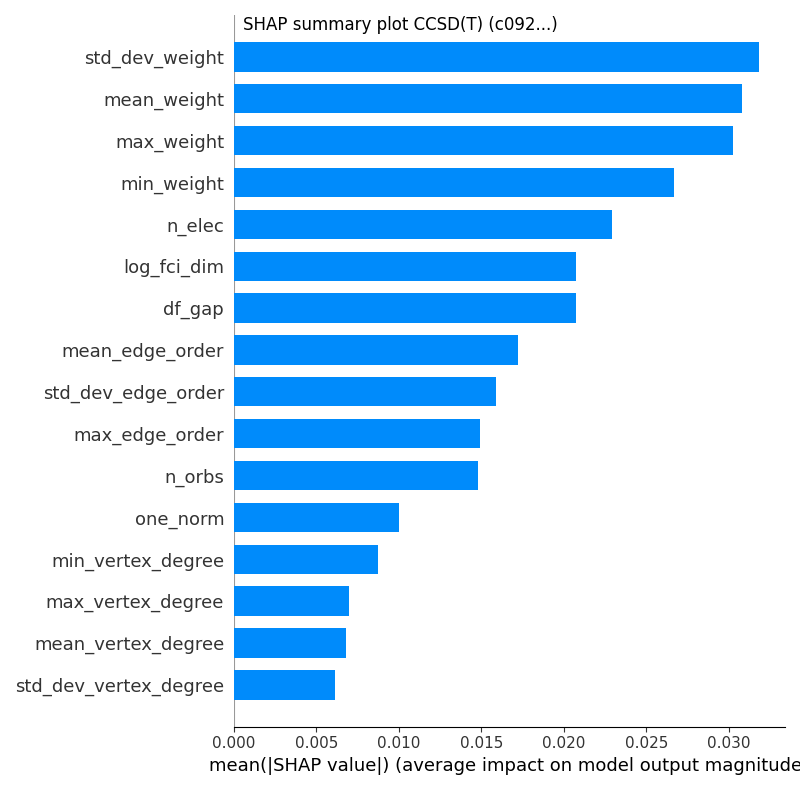 SHAP summary plot CCSD(T) (c092...)
std_dev_weight
mean_weight
max_weight
min_weight
n_elec
log_fci_dim
df_gap
mean_edge_order
std_dev_edge_order
max_edge_order
n_orbs
one_norm
min_vertex_degree
max_vertex_degree
mean_vertex_degree
std_dev_vertex_degree
0.000 0.005 0.010 0.015 0.020 0.025 0.030
mean(|SHAP value|) (average impact on model output magnitude